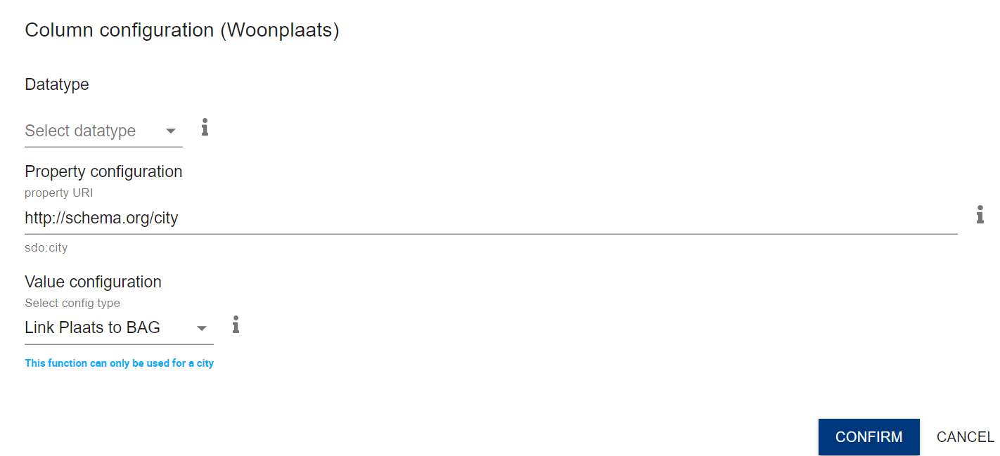 Column configuration (Woonplaats)
Datatype
Select datatype
Property configuration
property URI
http://schema.org/city
sdo:city
Value configuration
Select config type
Link Plaats to BAG
This function can only be used for a city
CONFIRM CANCEL